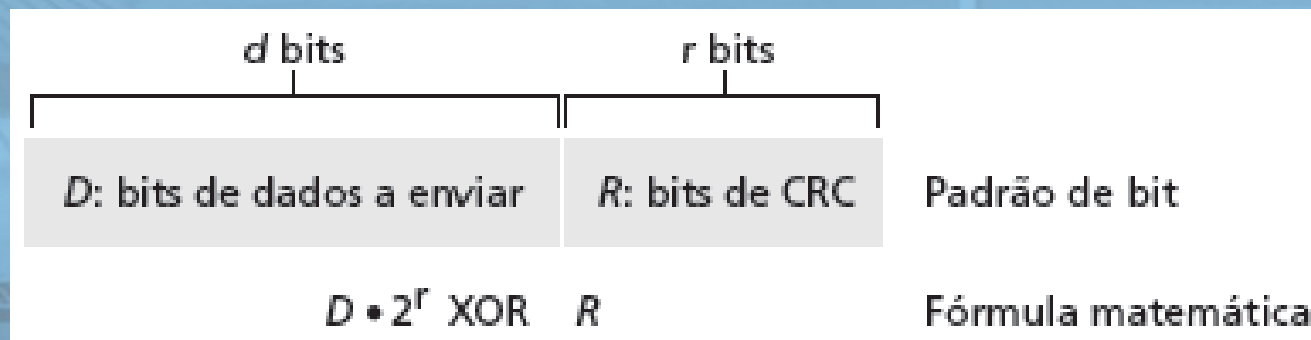 d bits r bits
D: bits de dados a enviar R: bits de CRC Padrão de bit
D • 2ʳ XOR R Fórmula matemática